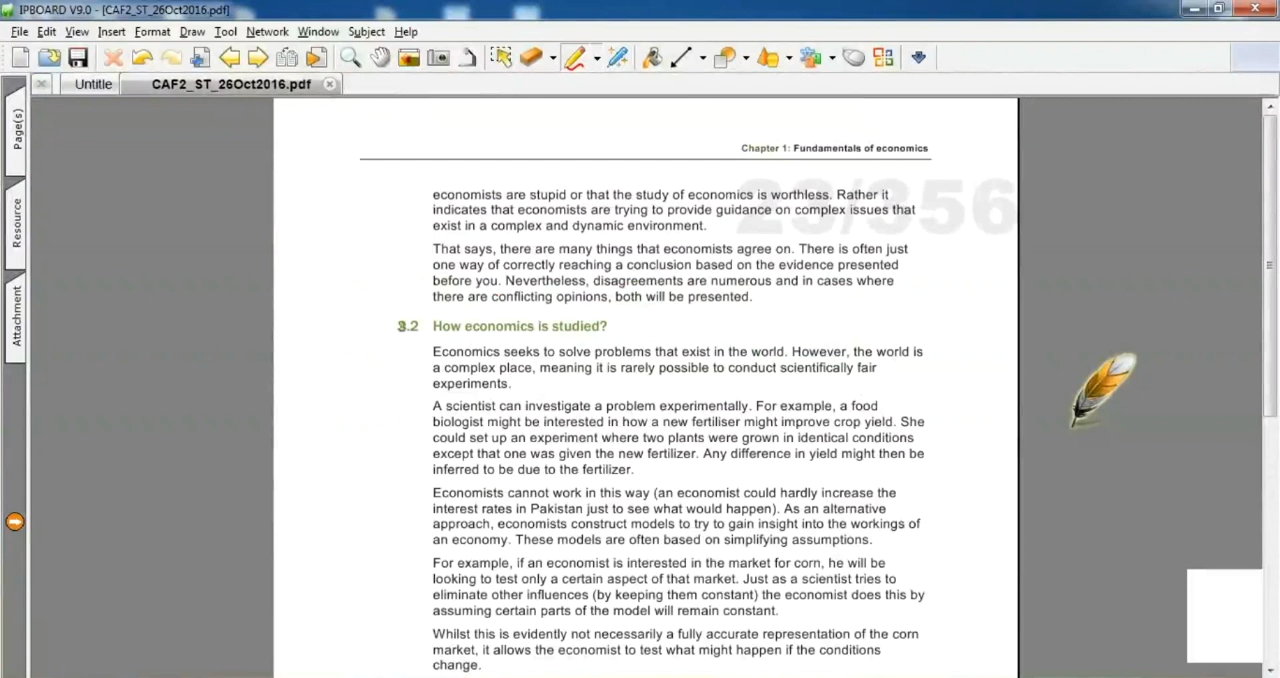 IPBOARD V9.0 - [CAF2_ST_26Oct2016.pdf]
File Edit View Insert Format Draw Tool Network Window Subject Help
Untitle CAF2_ST_26Oct2016.pdf
Page(s)
Resource
Attachment
23/356
Chapter 1: Fundamentals of economics
economists are stupid or that the study of economics is worthless. Rather it
indicates that economists are trying to provide guidance on complex issues that
exist in a complex and dynamic environment.
That says, there are many things that economists agree on. There is often just
one way of correctly reaching a conclusion based on the evidence presented
before you. Nevertheless, disagreements are numerous and in cases where
there are conflicting opinions, both will be presented.
3.2 How economics is studied?
Economics seeks to solve problems that exist in the world. However, the world is
a complex place, meaning it is rarely possible to conduct scientifically fair
experiments.
A scientist can investigate a problem experimentally. For example, a food
biologist might be interested in how a new fertiliser might improve crop yield. She
could set up an experiment where two plants were grown in identical conditions
except that one was given the new fertilizer. Any difference in yield might then be
inferred to be due to the fertilizer.
Economists cannot work in this way (an economist could hardly increase the
interest rates in Pakistan just to see what would happen). As an alternative
approach, economists construct models to try to gain insight into the workings of
an economy. These models are often based on simplifying assumptions.
For example, if an economist is interested in the market for corn, he will be
looking to test only a certain aspect of that market. Just as a scientist tries to
eliminate other influences (by keeping them constant) the economist does this by
assuming certain parts of the model will remain constant.
Whilst this is evidently not necessarily a fully accurate representation of the corn
market, it allows the economist to test what might happen if the conditions
change.